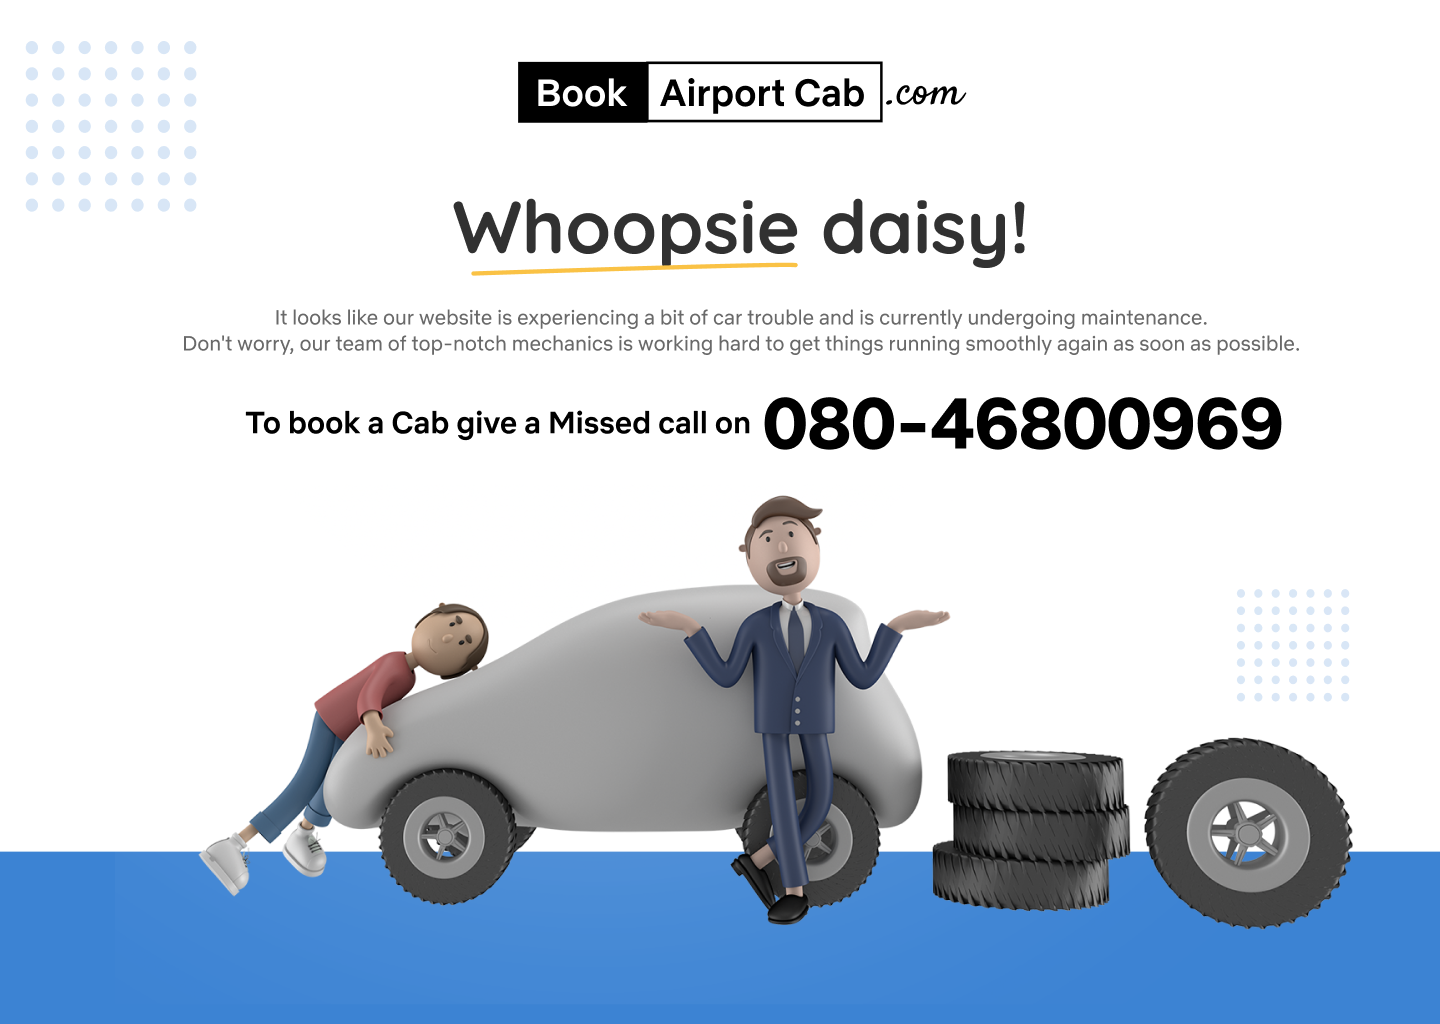 Book Airport Cab .com
Whoopsie daisy!
It looks like our website is experiencing a bit of car trouble and is currently undergoing maintenance.
Don't worry, our team of top-notch mechanics is working hard to get things running smoothly again as soon as possible.
To book a Cab give a Missed call on 080-46800969